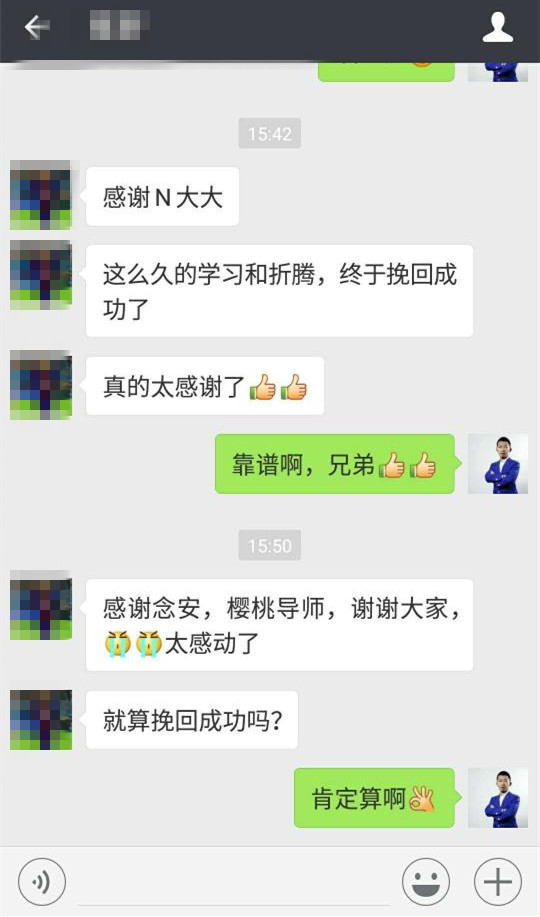 15:42
感谢N大大
这么久的学习和折腾，终于挽回成
功了
真的太感谢了👍👍
靠谱啊，兄弟👍👍
15:50
感谢念安，樱桃导师，谢谢大家，
😭😭太感动了
就算挽回成功吗？
肯定算啊👌